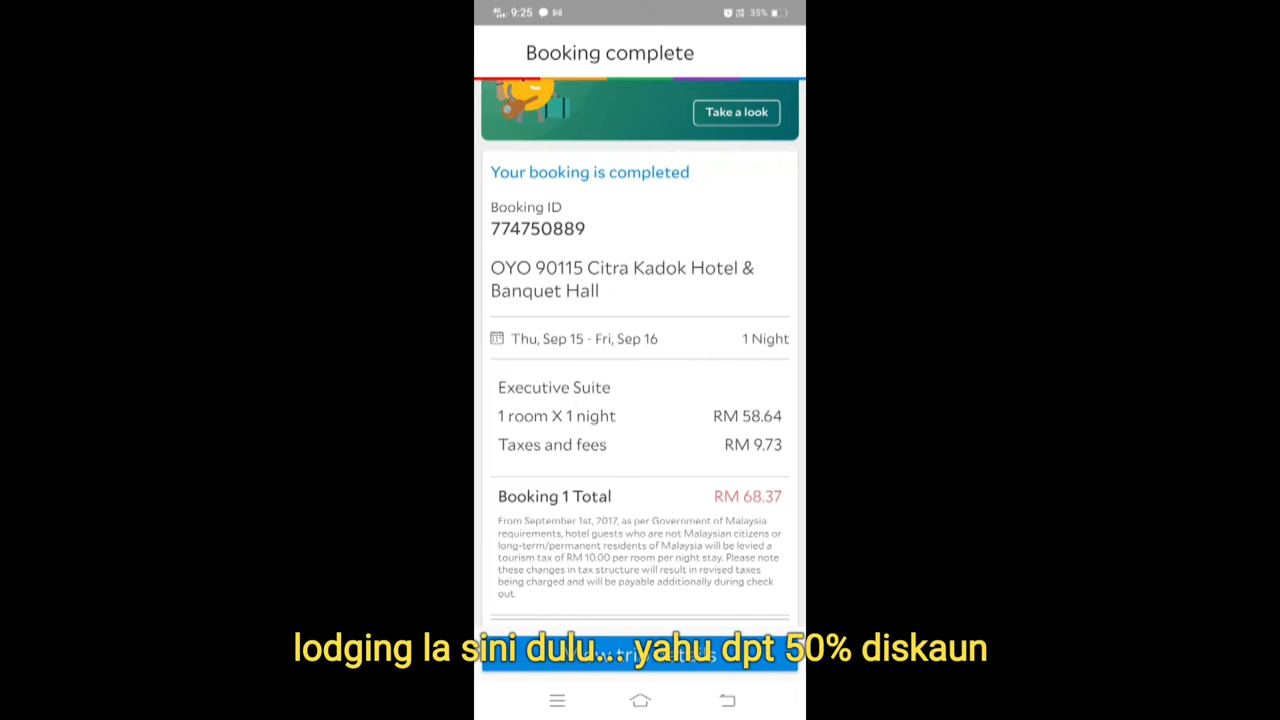 9:25
35%
Booking complete
Take a look
Your booking is completed
Booking ID
774750889
OYO 90115 Citra Kadok Hotel &
Banquet Hall
Thu, Sep 15 - Fri, Sep 16 1 Night
Executive Suite
1 room X 1 night RM 58.64
Taxes and fees RM 9.73
Booking 1 Total RM 68.37
From September 1st, 2017, as per Government of Malaysia
requirements, hotel guests who are not Malaysian citizens or
long-term/permanent residents of Malaysia will be levied a
tourism tax of RM 10.00 per room per night stay. Please note
these changes in tax structure will result in revised taxes
being charged and will be payable additionally during check
out.
lodging la sini dulu... yahu dpt 50% diskaun